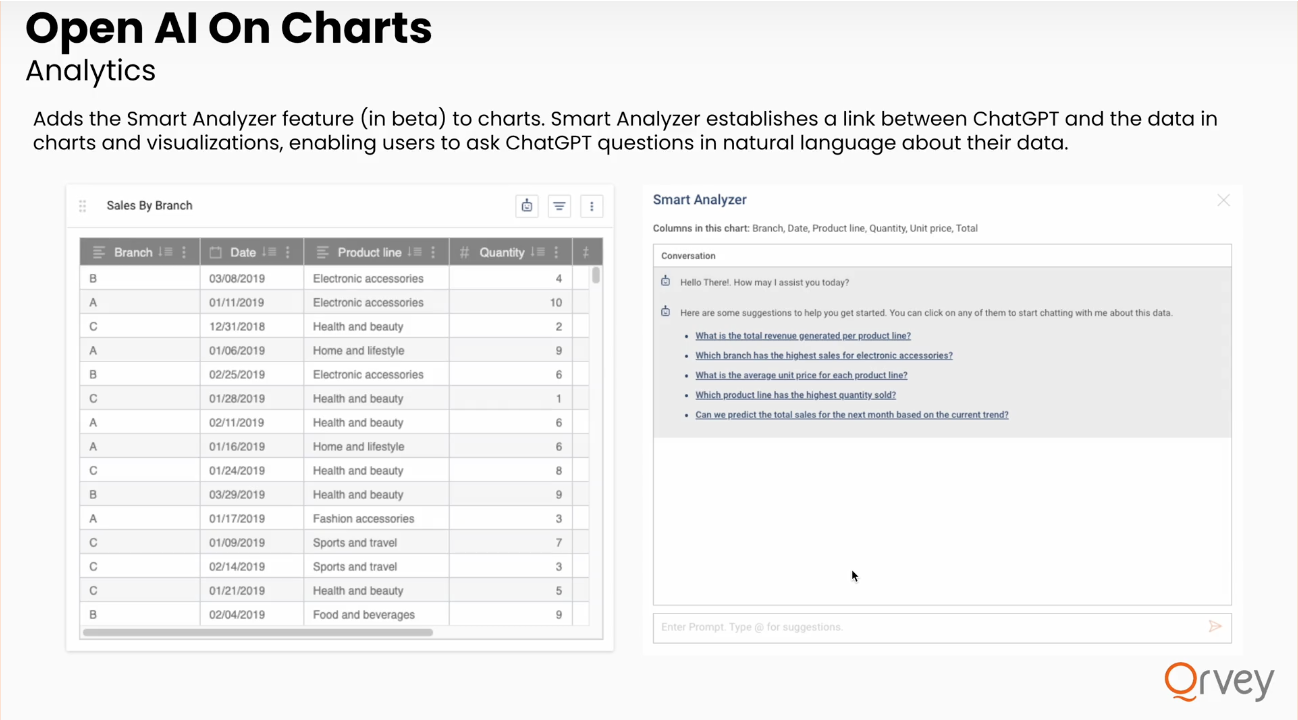 Open AI On Charts
Analytics
Adds the Smart Analyzer feature (in beta) to charts. Smart Analyzer establishes a link between ChatGPT and the data in
charts and visualizations, enabling users to ask ChatGPT questions in natural language about their data.
Sales By Branch
Branch Date Product line # Quantity
B 03/08/2019 Electronic accessories 4
A 01/11/2019 Electronic accessories 10
C 12/31/2018 Health and beauty 2
A 01/06/2019 Home and lifestyle 9
B 02/25/2019 Electronic accessories 6
C 01/28/2019 Health and beauty 1
A 02/11/2019 Health and beauty 6
A 01/16/2019 Home and lifestyle 6
C 01/24/2019 Health and beauty 8
B 03/29/2019 Health and beauty 9
A 01/17/2019 Fashion accessories 3
C 01/09/2019 Sports and travel 7
C 02/14/2019 Sports and travel 3
C 01/21/2019 Health and beauty 5
B 02/04/2019 Food and beverages 9
Smart Analyzer
Columns in this chart: Branch, Date, Product line, Quantity, Unit price, Total
Conversation
Hello There!. How may I assist you today?
Here are some suggestions to help you get started. You can click on any of them to start chatting with me about this data.
• What is the total revenue generated per product line?
• Which branch has the highest sales for electronic accessories?
• What is the average unit price for each product line?
• Which product line has the highest quantity sold?
• Can we predict the total sales for the next month based on the current trend?
Enter Prompt. Type @ for suggestions.
Qrvey